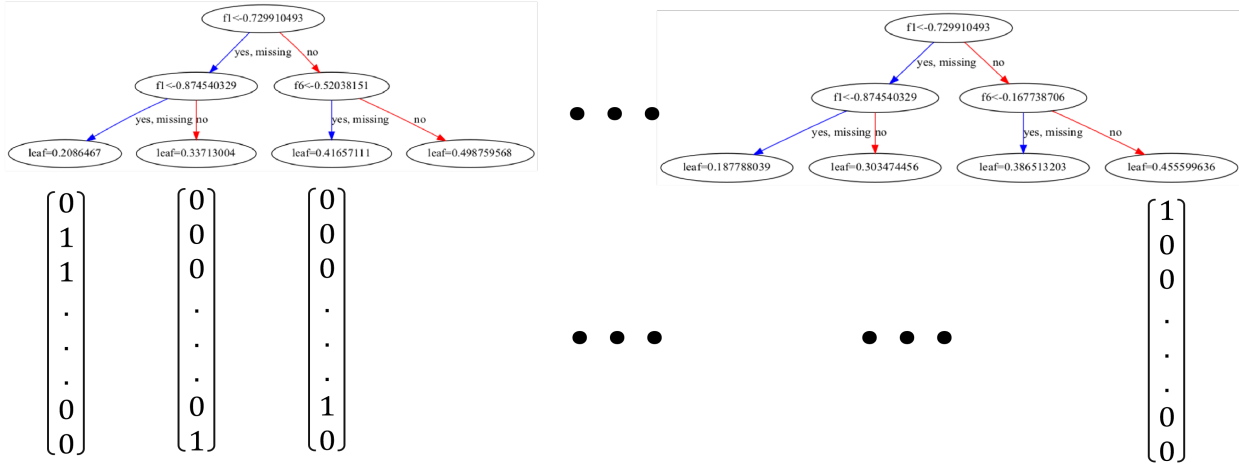 f1<-0.729910493
yes, missing no
f1<-0.874540329 f6<-0.52038151
yes, missing no yes, missing no
leaf=0.2086467 leaf=0.33713004 leaf=0.41657111 leaf=0.498759568
f1<-0.729910493
yes, missing no
f1<-0.874540329 f6<-0.167738706
yes, missing no yes, missing no
leaf=0.187788039 leaf=0.303474456 leaf=0.386513203 leaf=0.455599636
0 0 0 1
1 0 0 0
1 0 0 0
. . . .
. . . .
. . . .
0 0 1 0
0 1 0 0